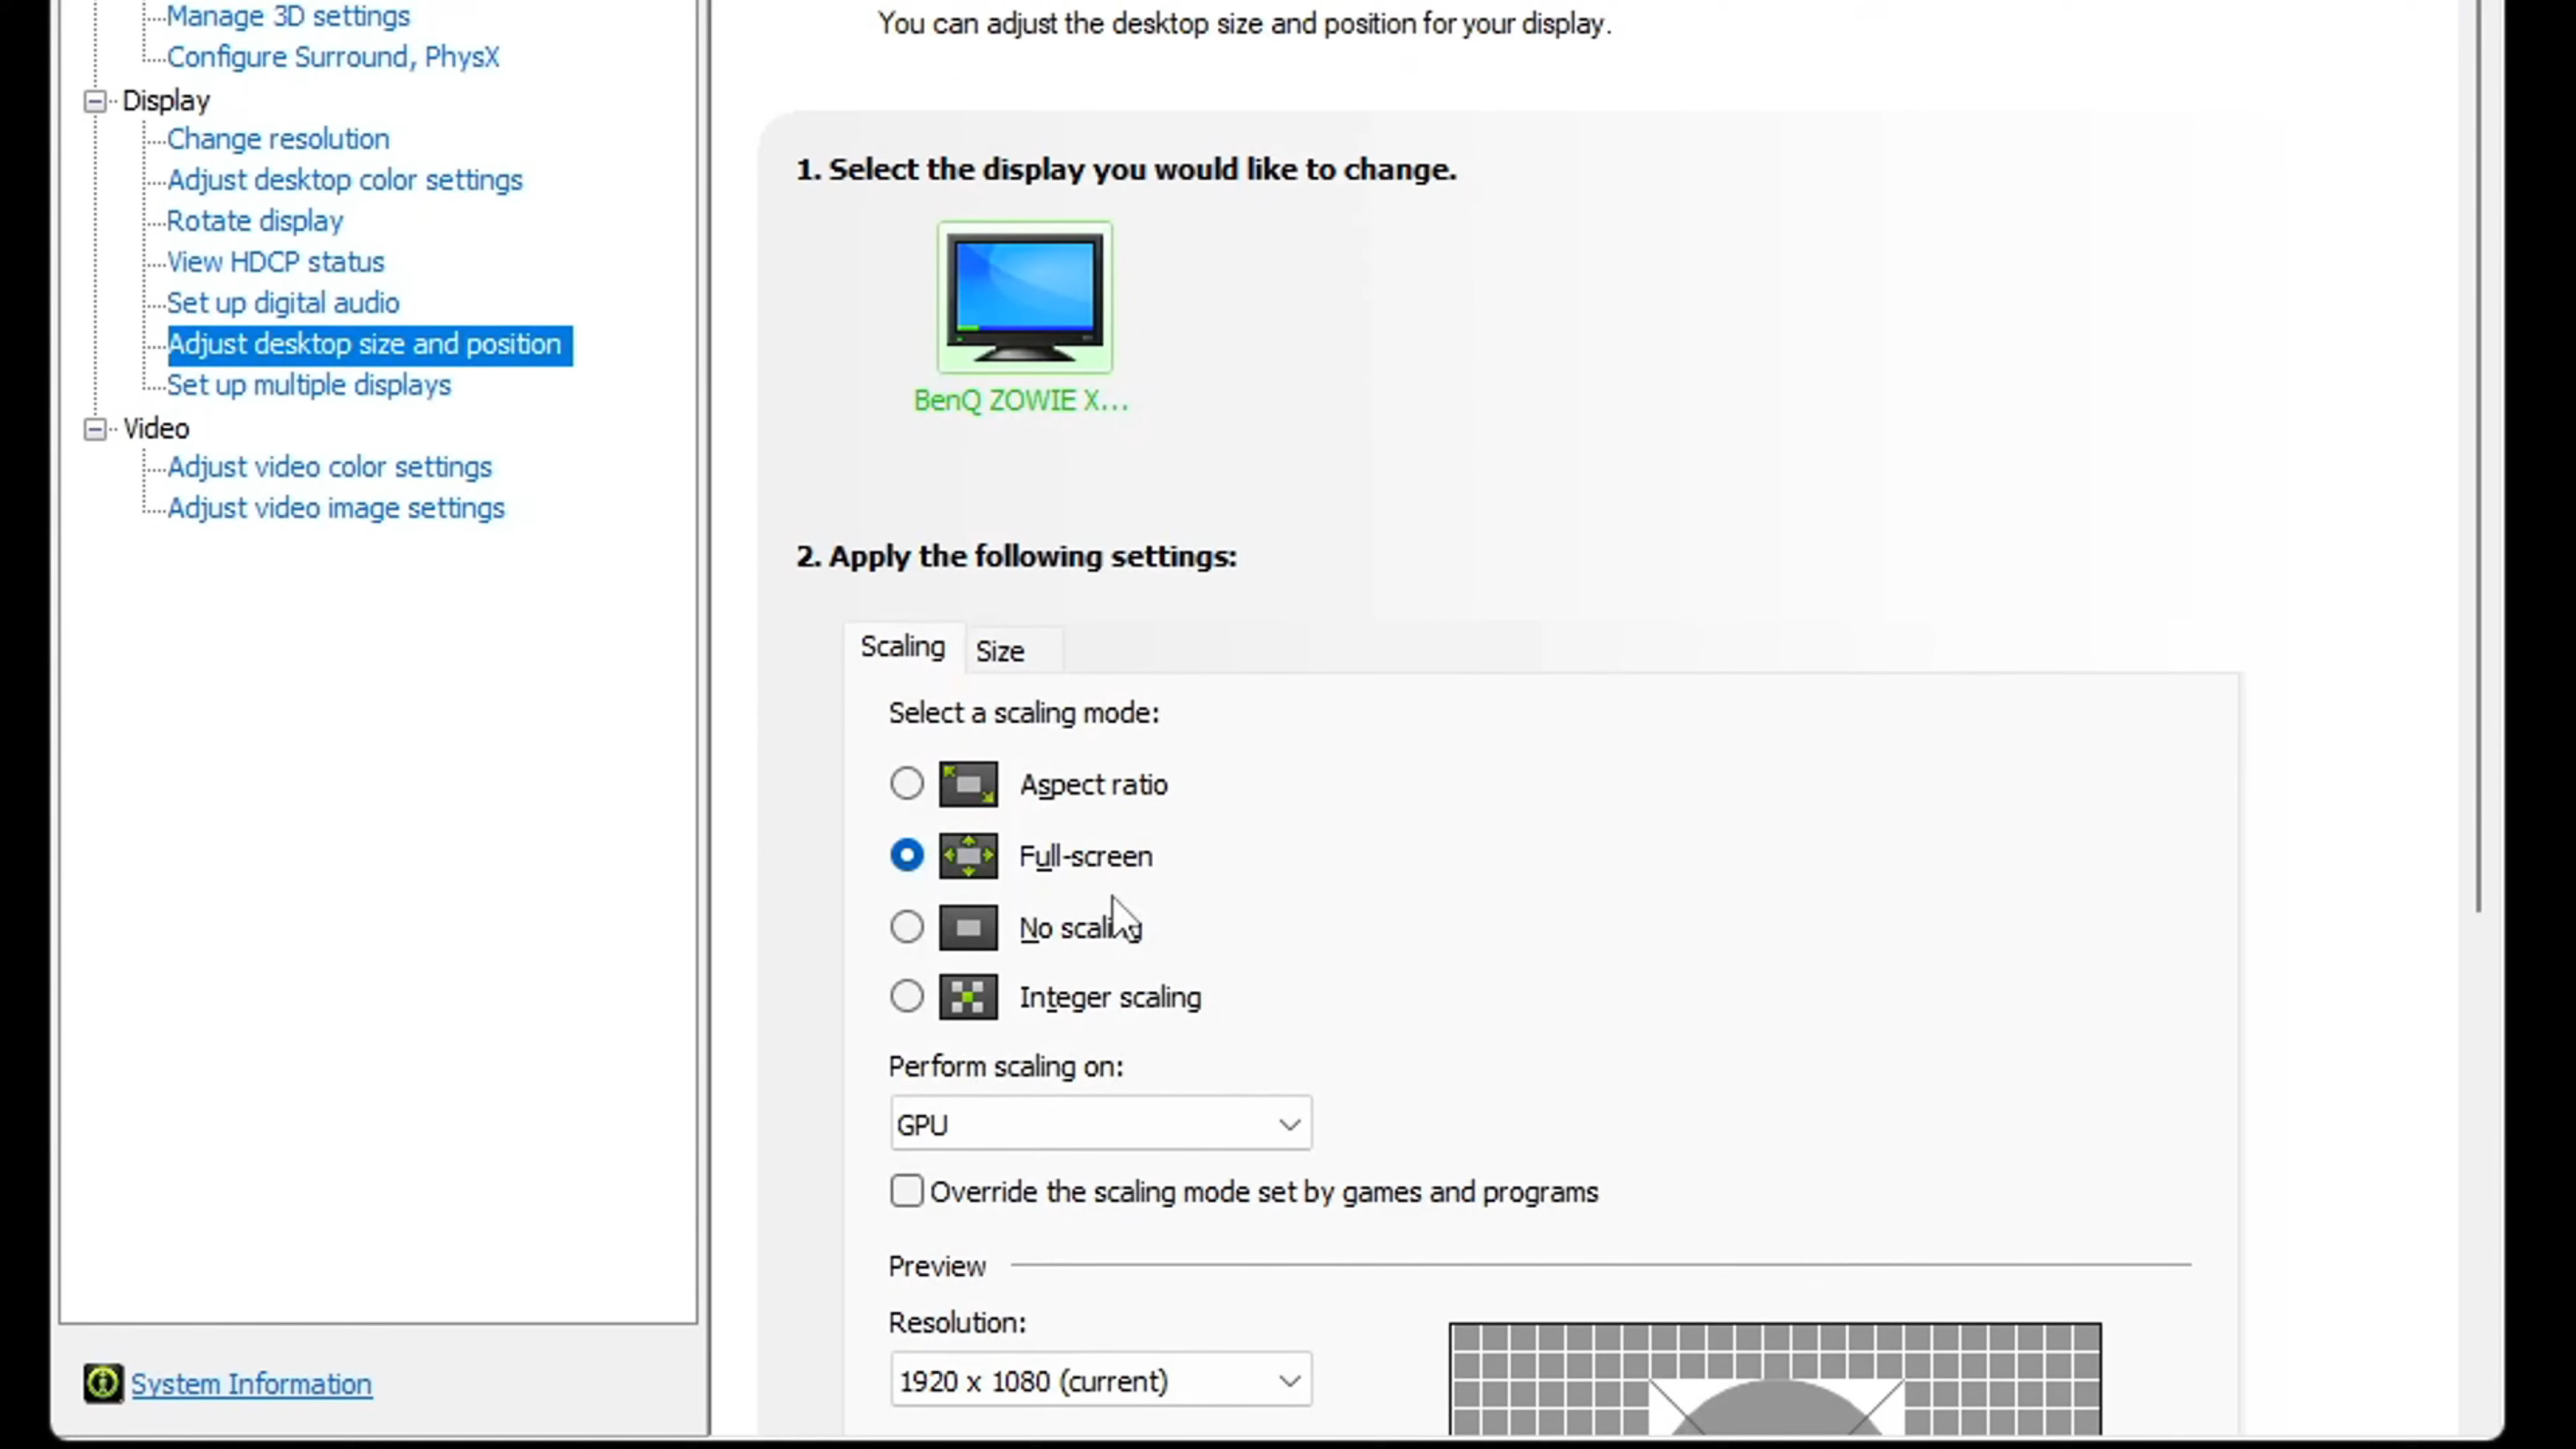 Manage 3D settings
Configure Surround, PhysX
Display
Change resolution
Adjust desktop color settings
Rotate display
View HDCP status
Set up digital audio
Adjust desktop size and position
Set up multiple displays
Video
Adjust video color settings
Adjust video image settings
System Information
You can adjust the desktop size and position for your display.
1. Select the display you would like to change.
BenQ ZOWIE X...
2. Apply the following settings:
Scaling
Size
Select a scaling mode:
Aspect ratio
Full-screen
No scaling
Integer scaling
Perform scaling on:
GPU
Override the scaling mode set by games and programs
Preview
Resolution:
1920 x 1080 (current)